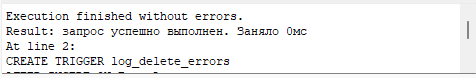 Execution finished without errors.
Result: запрос успешно выполнен. Заняло 0мс
At line 2:
CREATE TRIGGER log_delete_errors